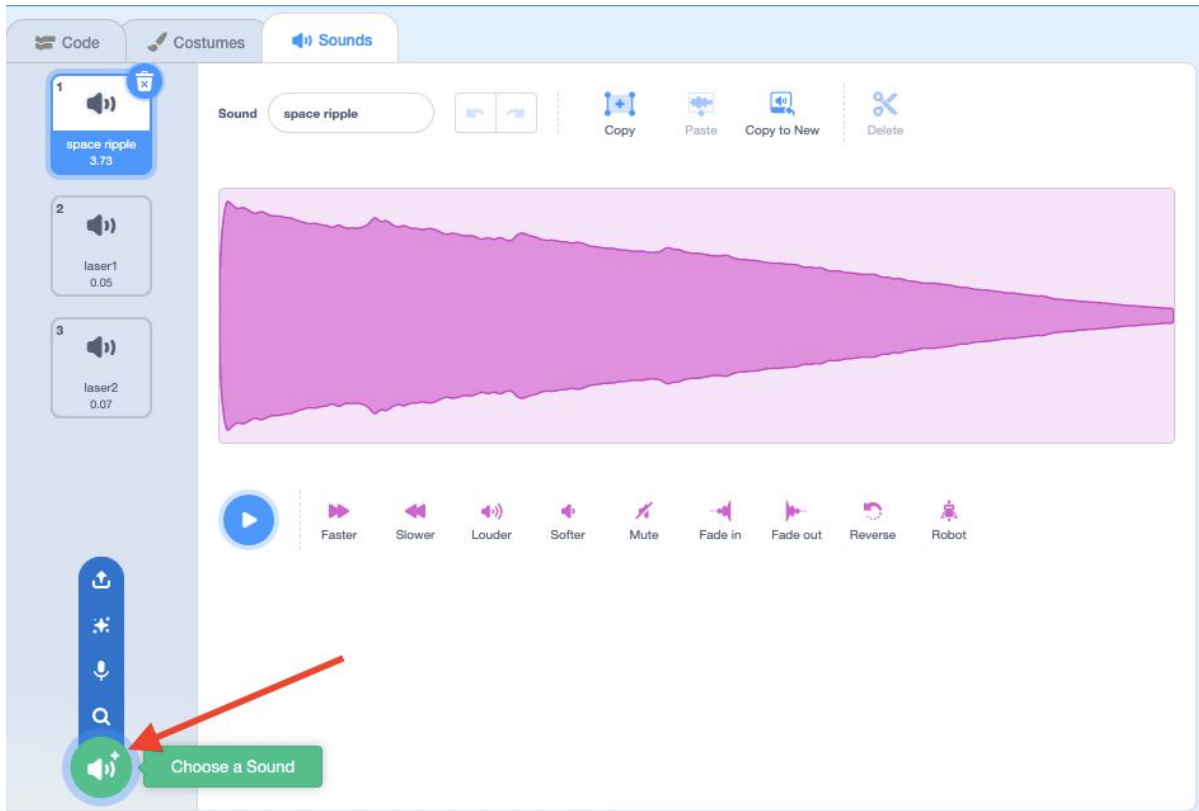 Code
Costumes
Sounds
1
space ripple
3.73
2
laser1
0.05
3
laser2
0.07
Sound
space ripple
Copy
Paste
Copy to New
Delete
Faster
Slower
Louder
Softer
Mute
Fade in
Fade out
Reverse
Robot
Choose a Sound